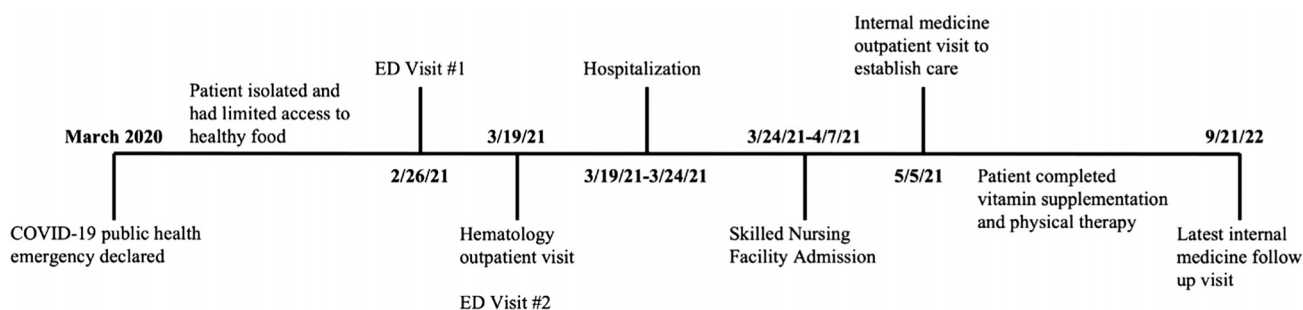 March 2020
COVID-19 public health
emergency declared
Patient isolated and
had limited access to
healthy food
ED Visit #1
2/26/21
3/19/21
Hematology
outpatient visit
ED Visit #2
Hospitalization
3/19/21-3/24/21
3/24/21-4/7/21
Skilled Nursing
Facility Admission
Internal medicine
outpatient visit to
establish care
5/5/21
Patient completed
vitamin supplementation
and physical therapy
9/21/22
Latest internal
medicine follow
up visit